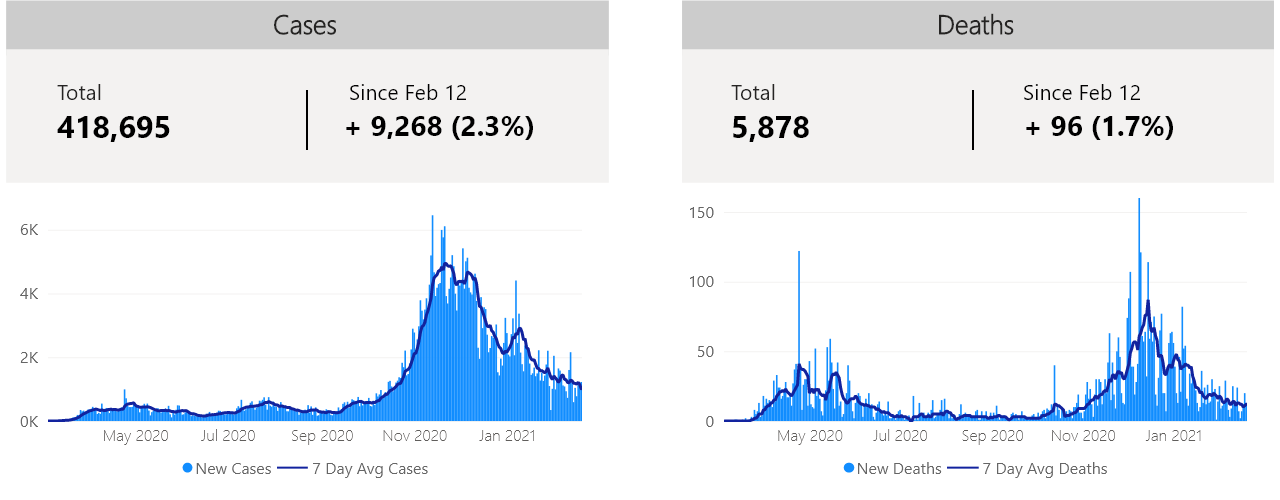 Cases
Total
418,695
Since Feb 12
+ 9,268 (2.3%)
6K
4K
2K
0K
May 2020 Jul 2020 Sep 2020 Nov 2020 Jan 2021
New Cases 7 Day Avg Cases
Deaths
Total
5,878
Since Feb 12
+ 96 (1.7%)
150
100
50
0
May 2020 Jul 2020 Sep 2020 Nov 2020 Jan 2021
New Deaths 7 Day Avg Deaths